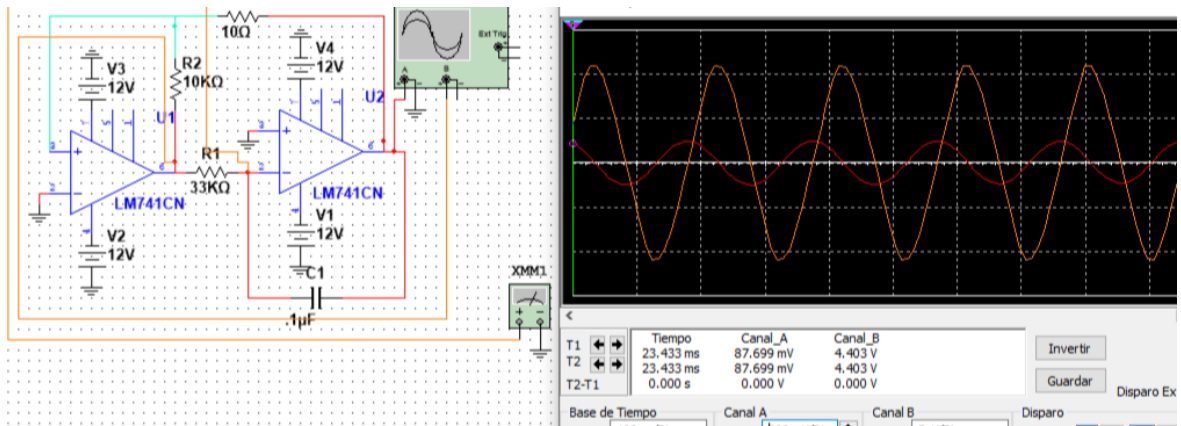 10Ω
Ext Trig
V3
12V
R2
10KΩ
V4
12V
A
B
U1
U2
R1
33KΩ
LM741CN
LM741CN
V2
12V
V1
12V
C1
.1µF
XMM1
Tiempo Canal_A Canal_B
T1 23.433 ms 87.699 mV 4.403 V
T2 23.433 ms 87.699 mV 4.403 V
T2-T1 0.000 s 0.000 V 0.000 V
Invertir
Guardar
Disparo Ex
Base de Tiempo Canal A Canal B Disparo